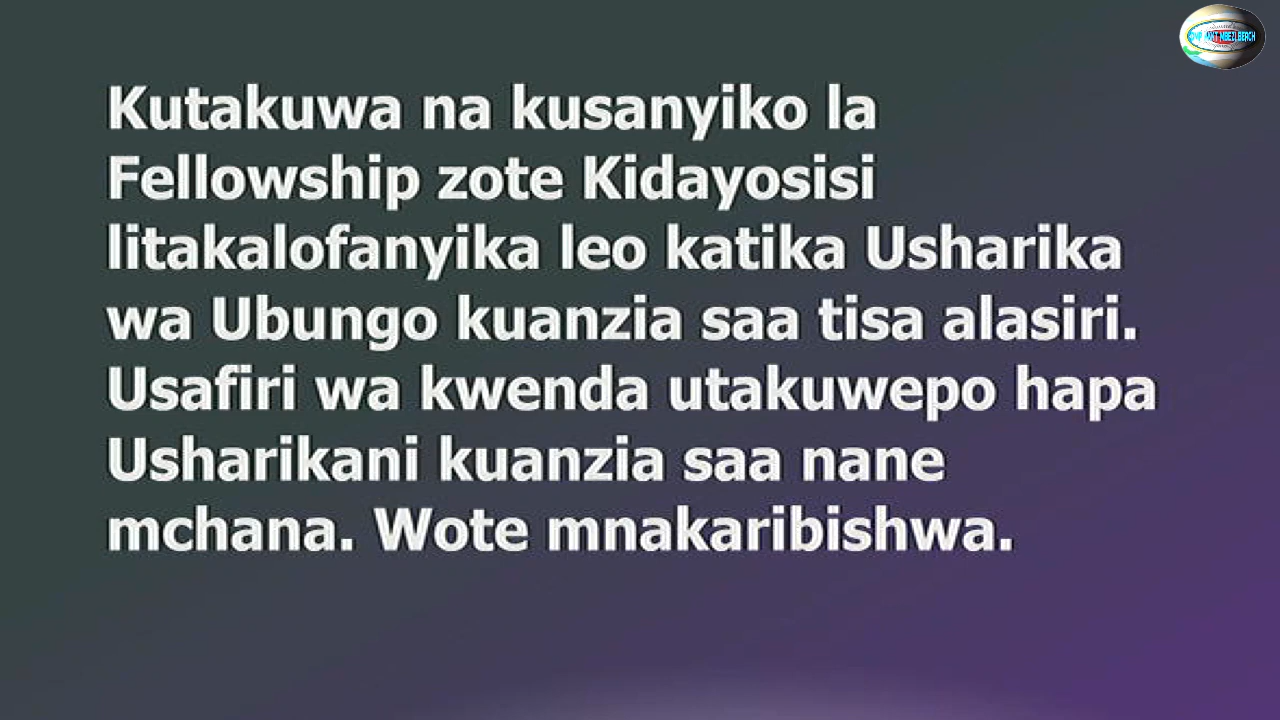 Kutakuwa na kusanyiko la
Fellowship zote Kidayosisi
litakalofanyika leo katika Usharika
wa Ubungo kuanzia saa tisa alasiri.
Usafiri wa kwenda utakuwepo hapa
Usharikani kuanzia saa nane
mchana. Wote mnakaribishwa.